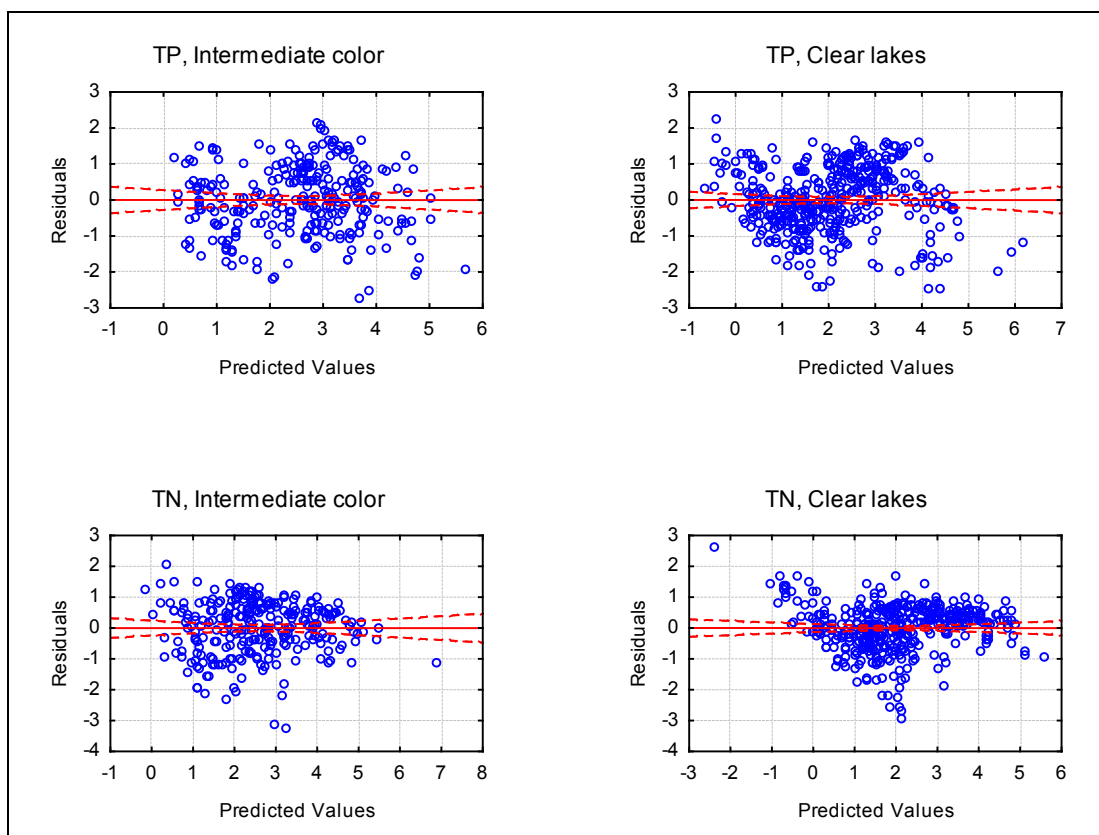 TP, Intermediate color
3
2
1
0
-1
-2
-3
Residuals
-1 0 1 2 3 4 5 6
Predicted Values
TP, Clear lakes
3
2
1
0
-1
-2
-3
Residuals
-1 0 1 2 3 4 5 6 7
Predicted Values
TN, Intermediate color
3
2
1
0
-1
-2
-3
-4
Residuals
-1 0 1 2 3 4 5 6 7 8
Predicted Values
TN, Clear lakes
3
2
1
0
-1
-2
-3
-4
Residuals
-3 -2 -1 0 1 2 3 4 5 6
Predicted Values